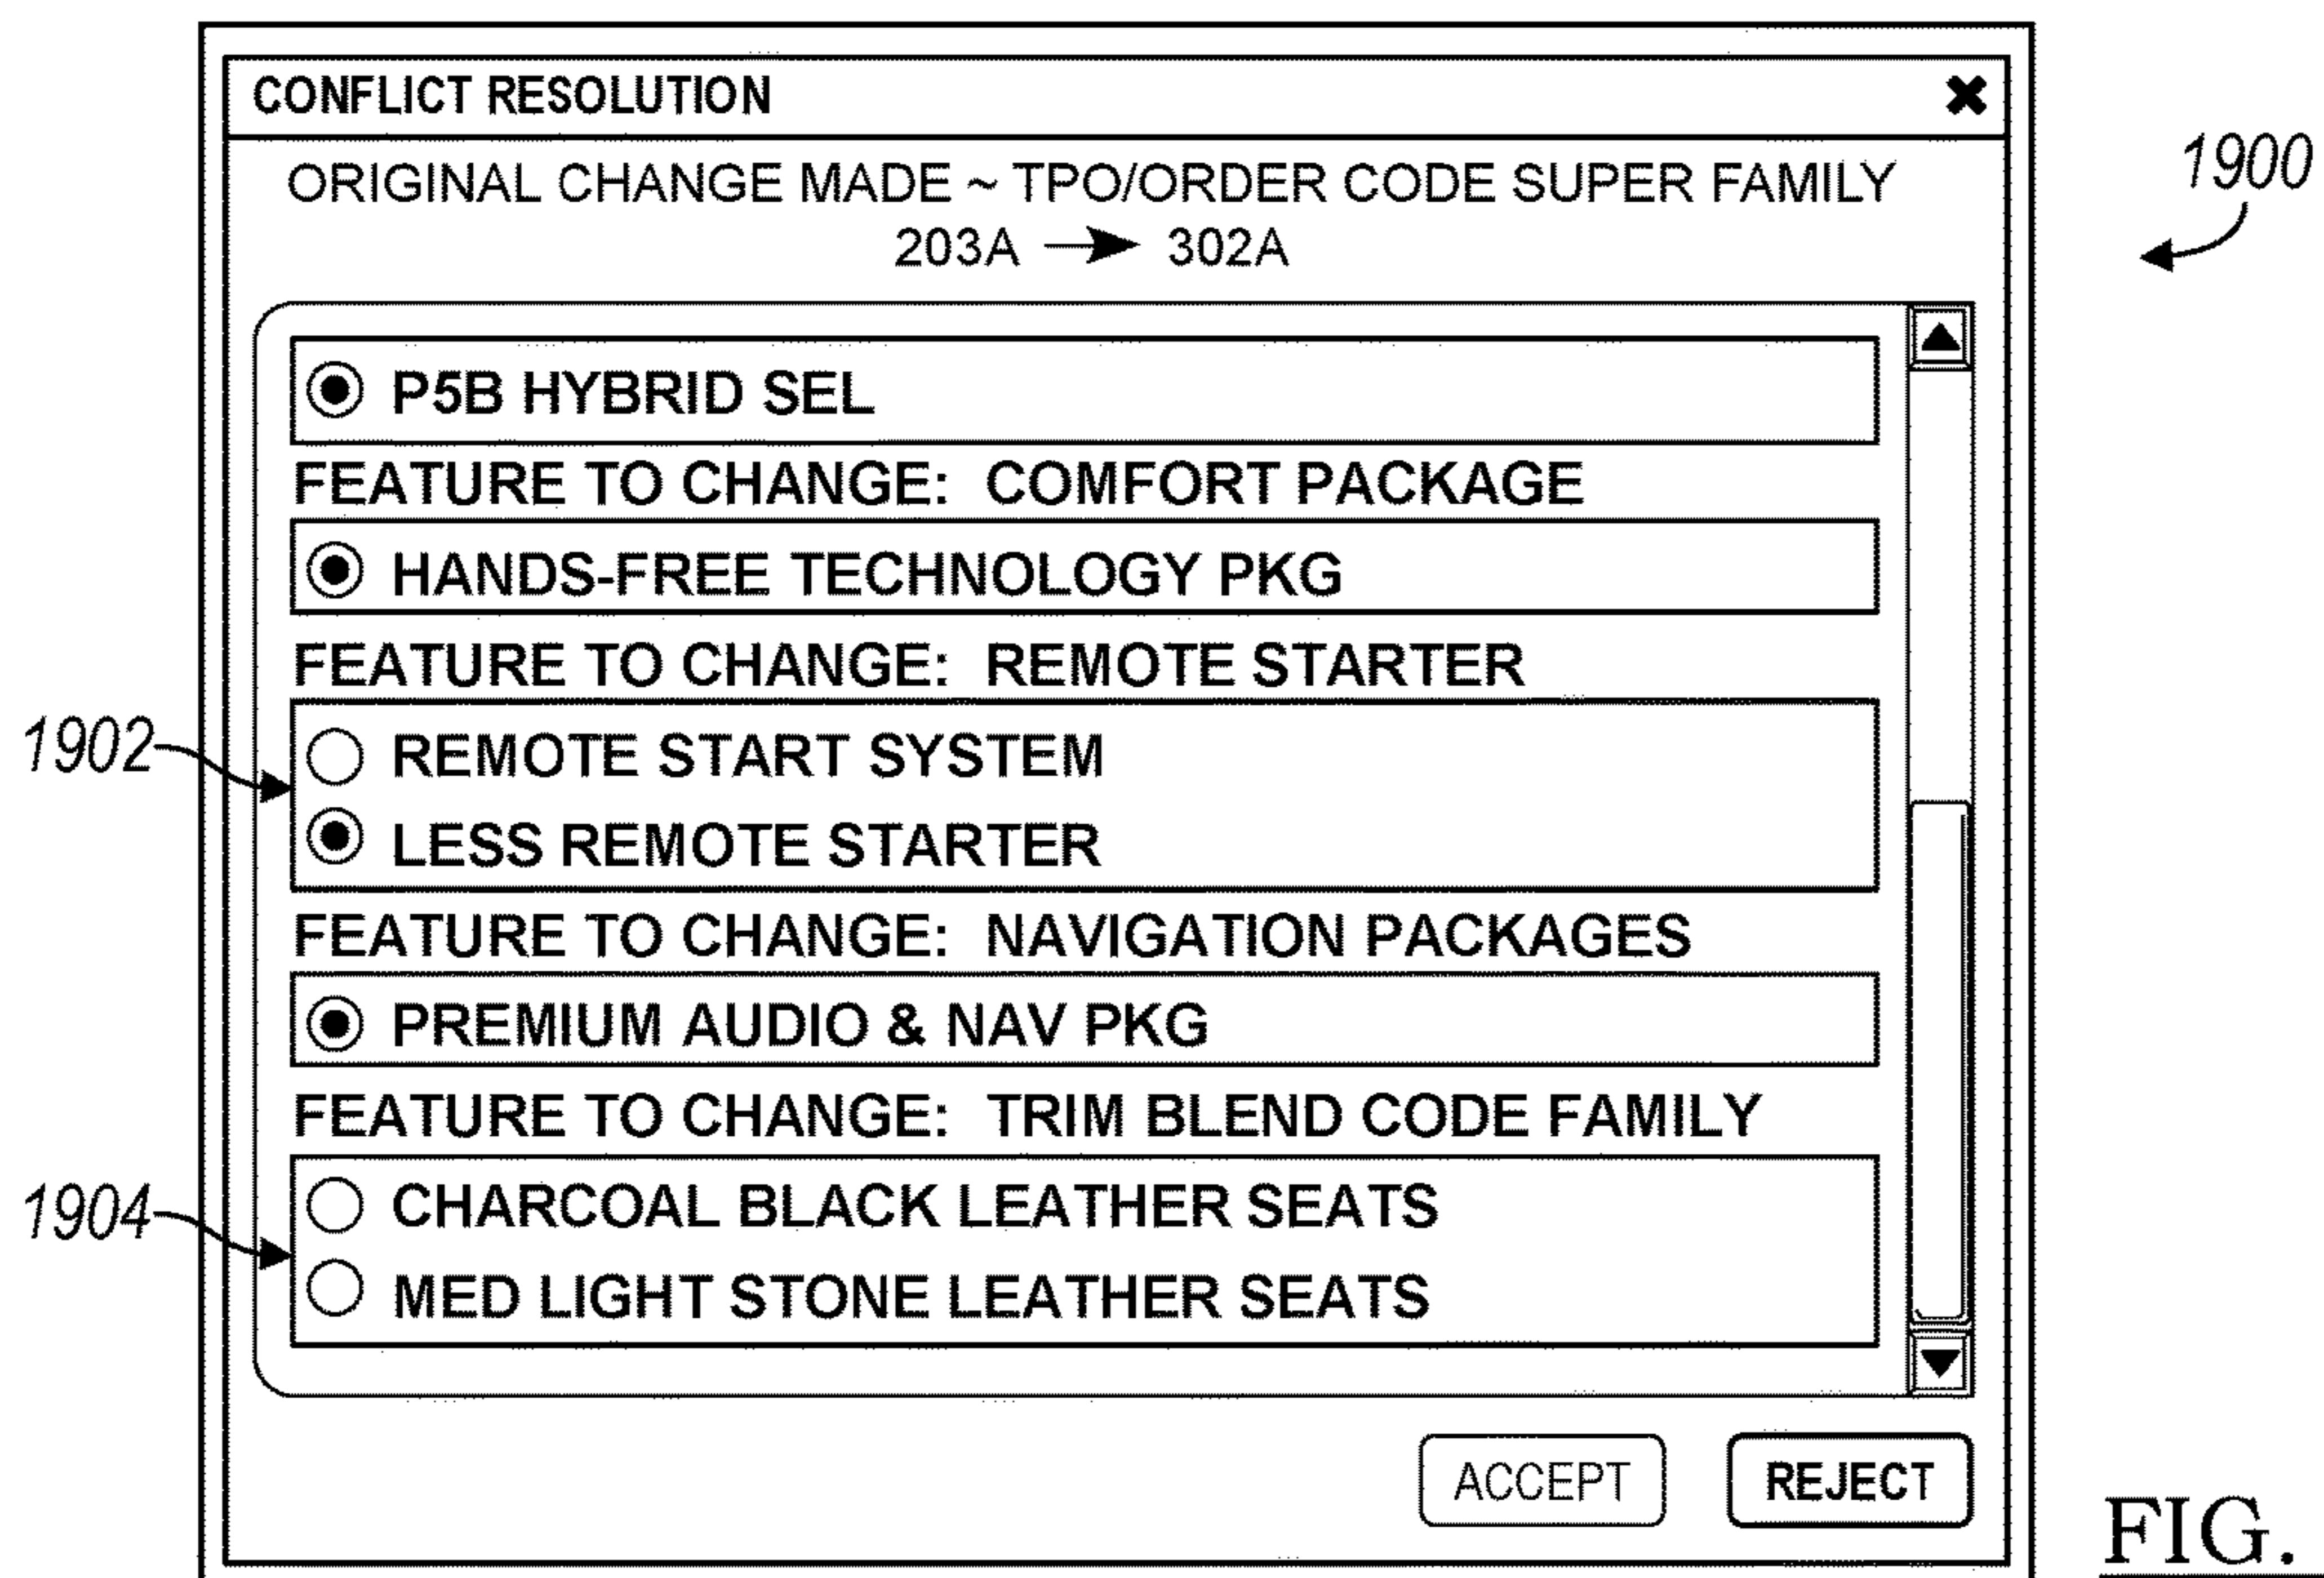 CONFLICT RESOLUTION
ORIGINAL CHANGE MADE ~ TPO/ORDER CODE SUPER FAMILY
203A → 302A
1900
P5B HYBRID SEL
FEATURE TO CHANGE: COMFORT PACKAGE
HANDS-FREE TECHNOLOGY PKG
FEATURE TO CHANGE: REMOTE STARTER
1902
REMOTE START SYSTEM
LESS REMOTE STARTER
FEATURE TO CHANGE: NAVIGATION PACKAGES
PREMIUM AUDIO & NAV PKG
FEATURE TO CHANGE: TRIM BLEND CODE FAMILY
1904
CHARCOAL BLACK LEATHER SEATS
MED LIGHT STONE LEATHER SEATS
ACCEPT REJECT
FIG.